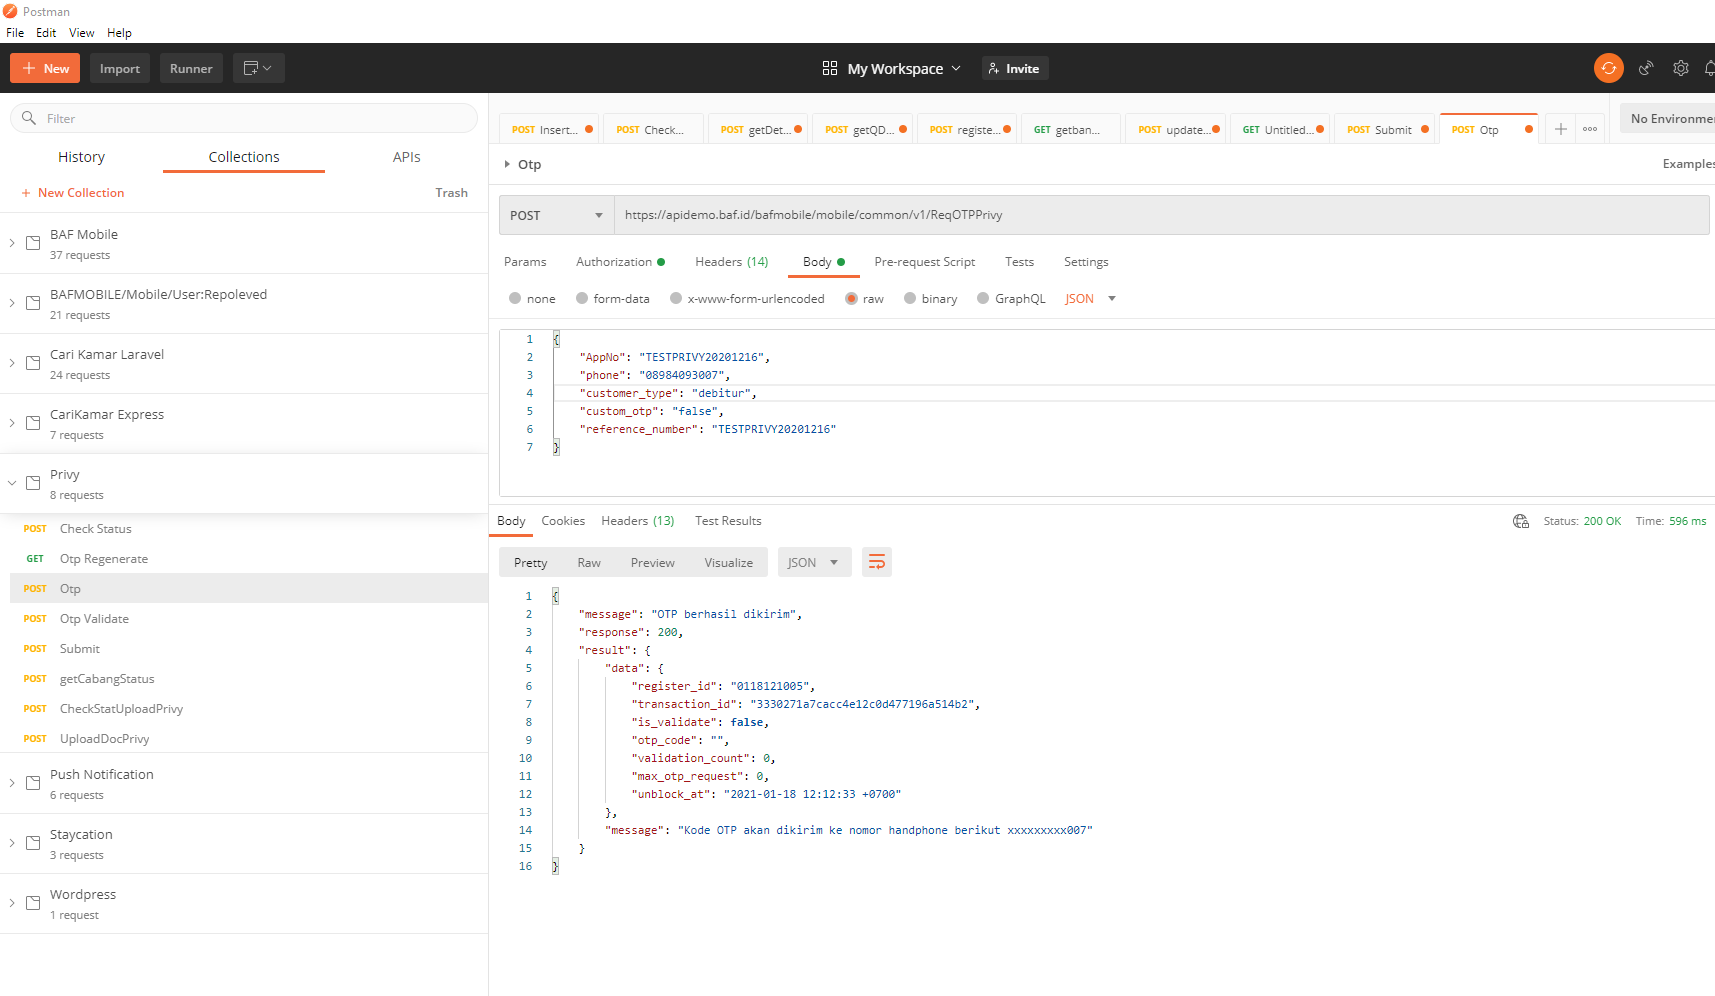 Postman
File Edit View Help
New Import Runner My Workspace Invite
Filter
History Collections APIs
+ New Collection Trash
BAF Mobile
37 requests
BAFMOBILE/Mobile/User:Repoleved
21 requests
Cari Kamar Laravel
24 requests
CariKamar Express
7 requests
Privy
8 requests
POST Check Status
GET Otp Regenerate
POST Otp
POST Otp Validate
POST Submit
POST getCabangStatus
POST CheckStatUploadPrivy
POST UploadDocPrivy
Push Notification
6 requests
Staycation
3 requests
Wordpress
1 request
POST Insert... POST Check... POST getDet... POST getQD... POST registe... GET getban... POST update... GET Untitled... POST Submit POST Otp + ••• No Environme
Otp Examples
POST https://apidemo.baf.id/bafmobile/mobile/common/v1/ReqOTPPrivy
Params Authorization Headers (14) Body Pre-request Script Tests Settings
none form-data x-www-form-urlencoded raw binary GraphQL JSON
1 {
2 "AppNo": "TESTPRIVY20201216",
3 "phone": "08984093007",
4 "customer_type": "debitur",
5 "custom_otp": "false",
6 "reference_number": "TESTPRIVY20201216"
7 }
Body Cookies Headers (13) Test Results Status: 200 OK Time: 596 ms
Pretty Raw Preview Visualize JSON
1 {
2 "message": "OTP berhasil dikirim",
3 "response": 200,
4 "result": {
5 "data": {
6 "register_id": "0118121005",
7 "transaction_id": "3330271a7cacc4e12c0d477196a514b2",
8 "is_validate": false,
9 "otp_code": "",
10 "validation_count": 0,
11 "max_otp_request": 0,
12 "unblock_at": "2021-01-18 12:12:33 +0700"
13 },
14 "message": "Kode OTP akan dikirim ke nomor handphone berikut xxxxxxxxx007"
15 }
16 }